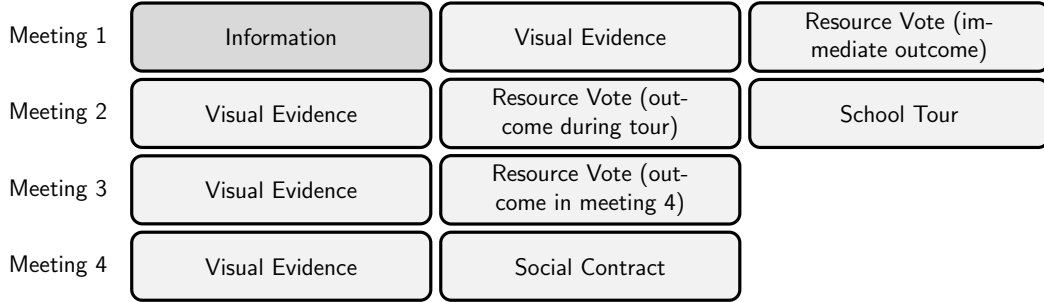 Meeting 1
Information
Visual Evidence
Resource Vote (im-
mediate outcome)
Meeting 2
Visual Evidence
Resource Vote (out-
come during tour)
School Tour
Meeting 3
Visual Evidence
Resource Vote (out-
come in meeting 4)
Meeting 4
Visual Evidence
Social Contract